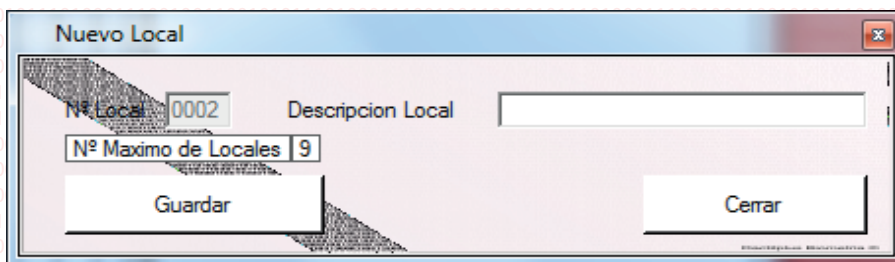 Nuevo Local
Nº Local 0002 Descripcion Local
Nº Maximo de Locales 9
Guardar Cerrar